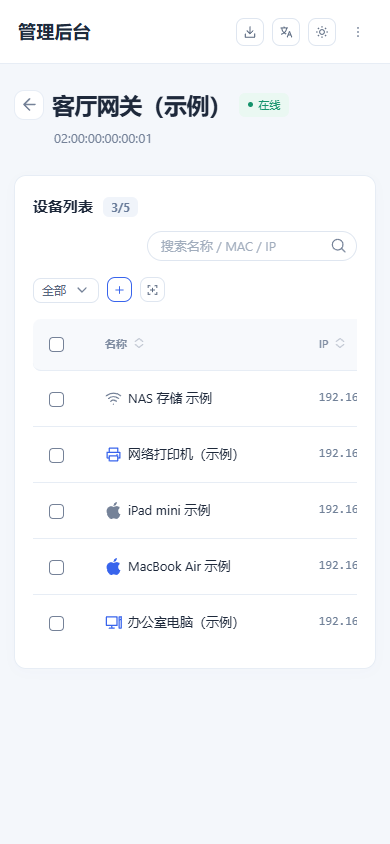 管理后台
客厅网关（示例） 在线
02:00:00:00:00:01
设备列表 3/5
搜索名称 / MAC / IP
全部
名称 IP
NAS 存储 示例 192.16
网络打印机（示例） 192.16
iPad mini 示例 192.16
MacBook Air 示例 192.16
办公室电脑（示例） 192.16